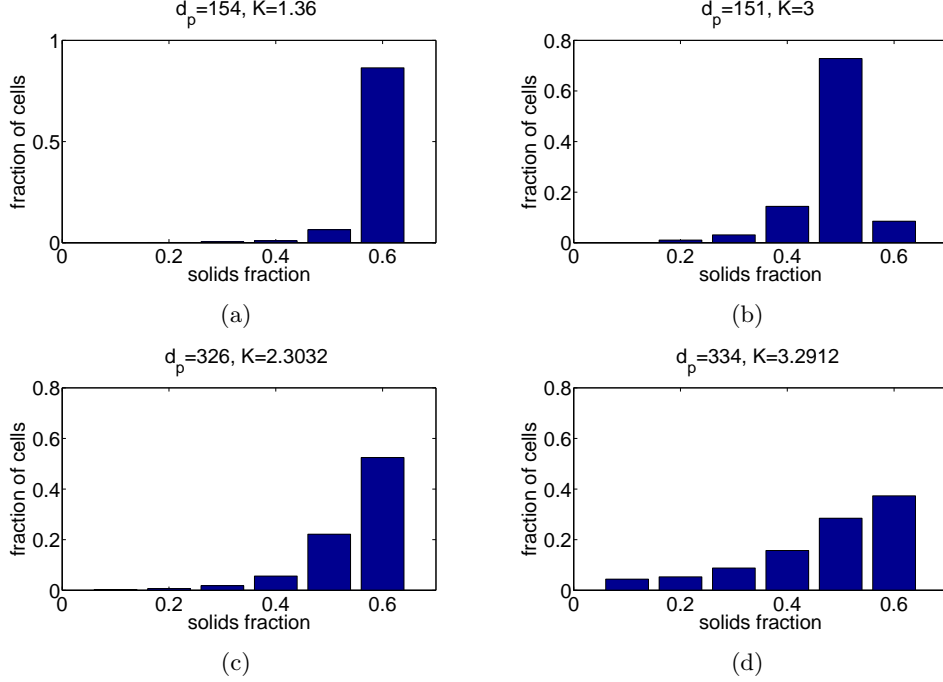 d_p=154, K=1.36
fraction of cells
1
0.5
0
0 0.2 0.4 0.6
solids fraction
(a)
d_p=151, K=3
fraction of cells
0.8
0.6
0.4
0.2
0
0 0.2 0.4 0.6
solids fraction
(b)
d_p=326, K=2.3032
fraction of cells
0.8
0.6
0.4
0.2
0
0 0.2 0.4 0.6
solids fraction
(c)
d_p=334, K=3.2912
fraction of cells
0.8
0.6
0.4
0.2
0
0 0.2 0.4 0.6
solids fraction
(d)